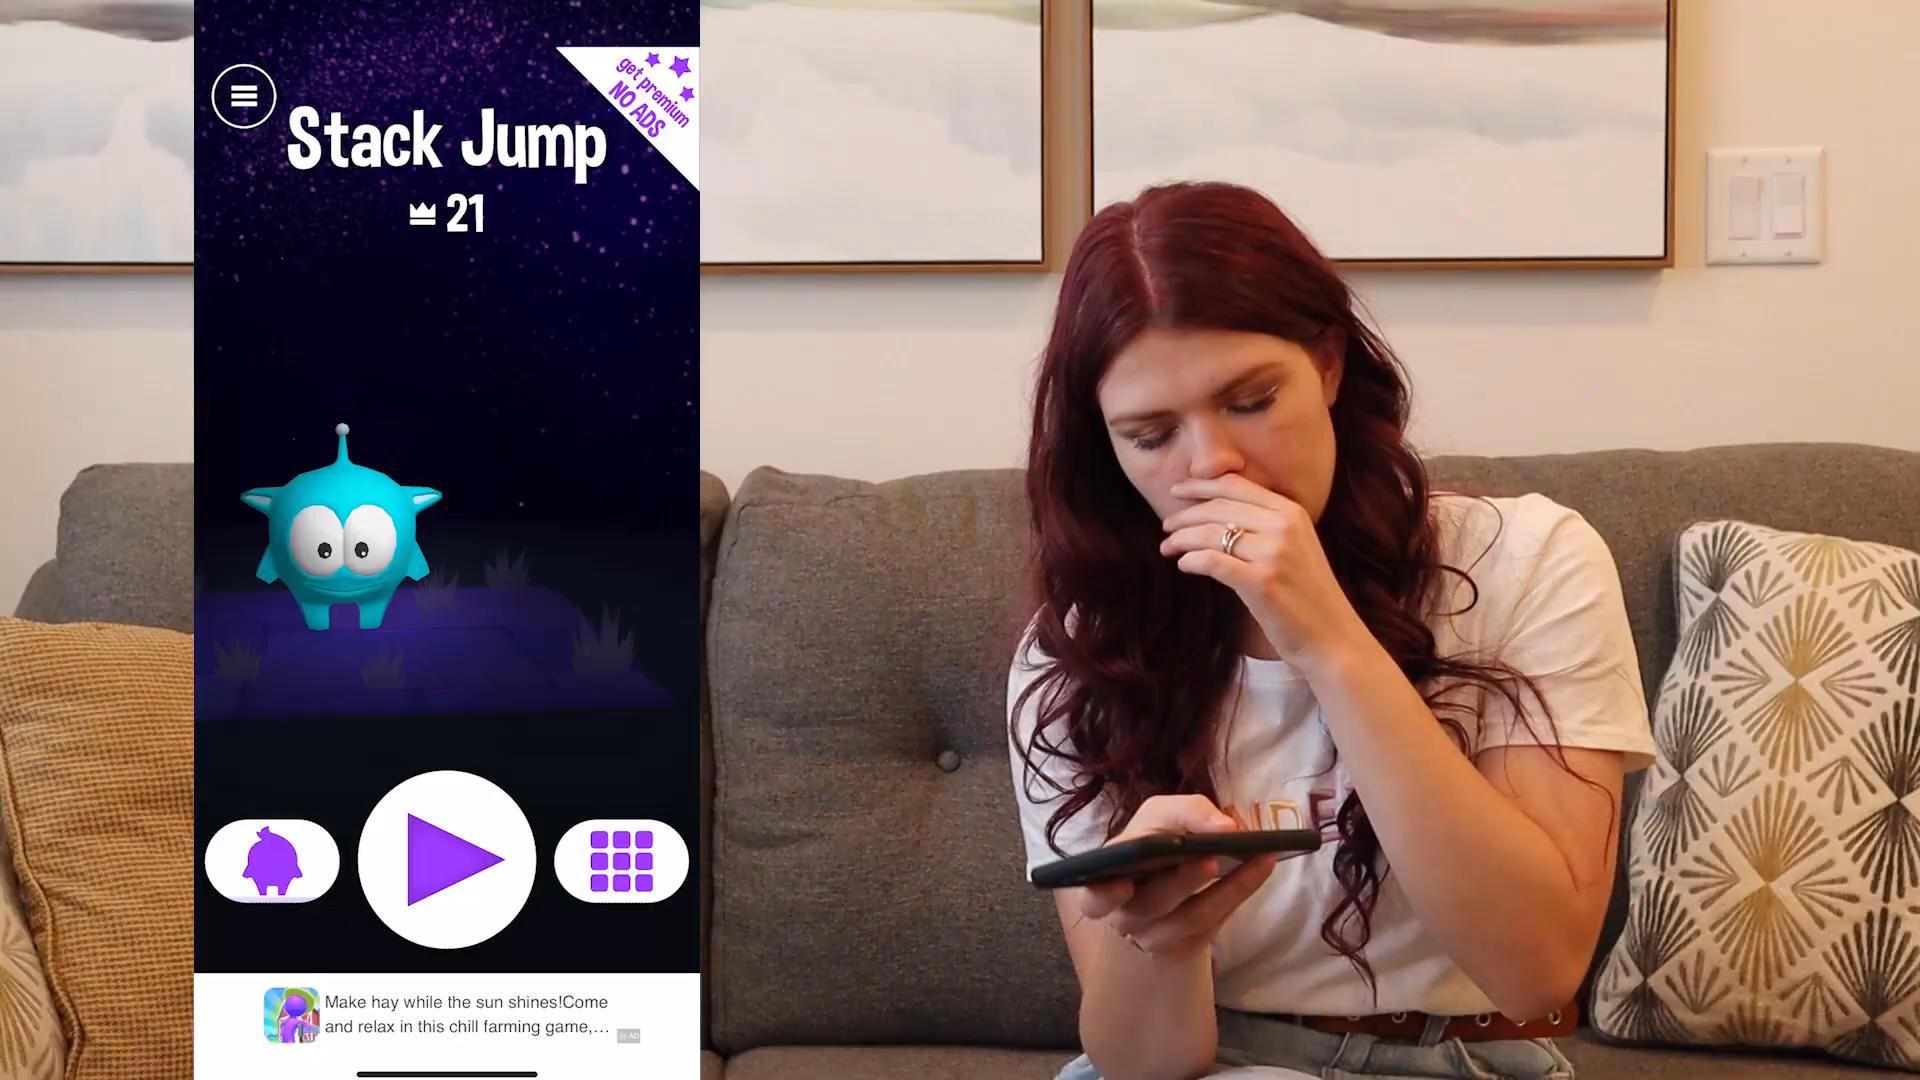 get premium
NO ADS
Stack Jump
21
Make hay while the sun shines!Come
and relax in this chill farming game,...
AD